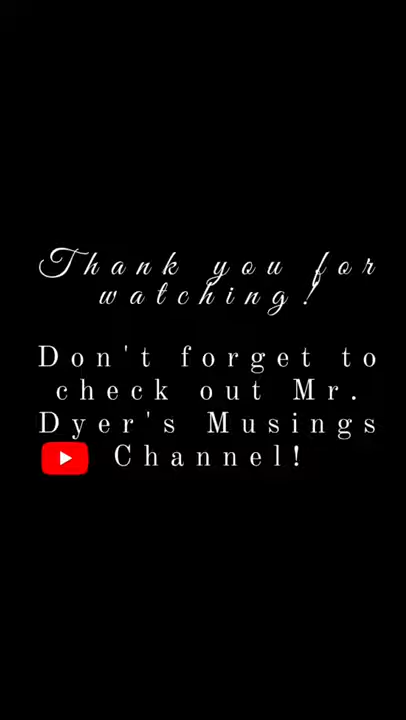 Thank you for
watching!
Don't forget to
check out Mr.
Dyer's Musings
Channel!